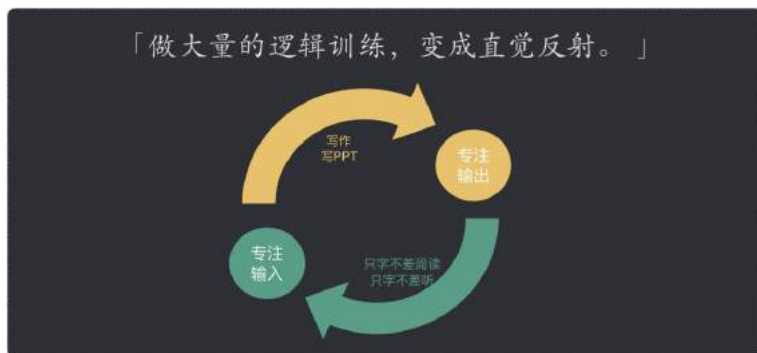 「做大量的逻辑训练，变成直觉反射。 」
写作
写PPT
专注
输出
专注
输入
只字不差阅读
只字不差听